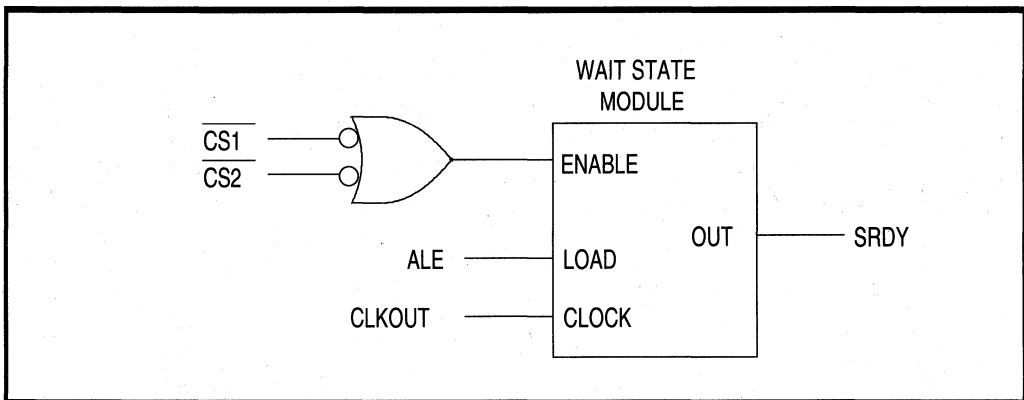 WAIT STATE
MODULE
CS1
CS2
ENABLE
OUT
SRDY
ALE
LOAD
CLKOUT
CLOCK